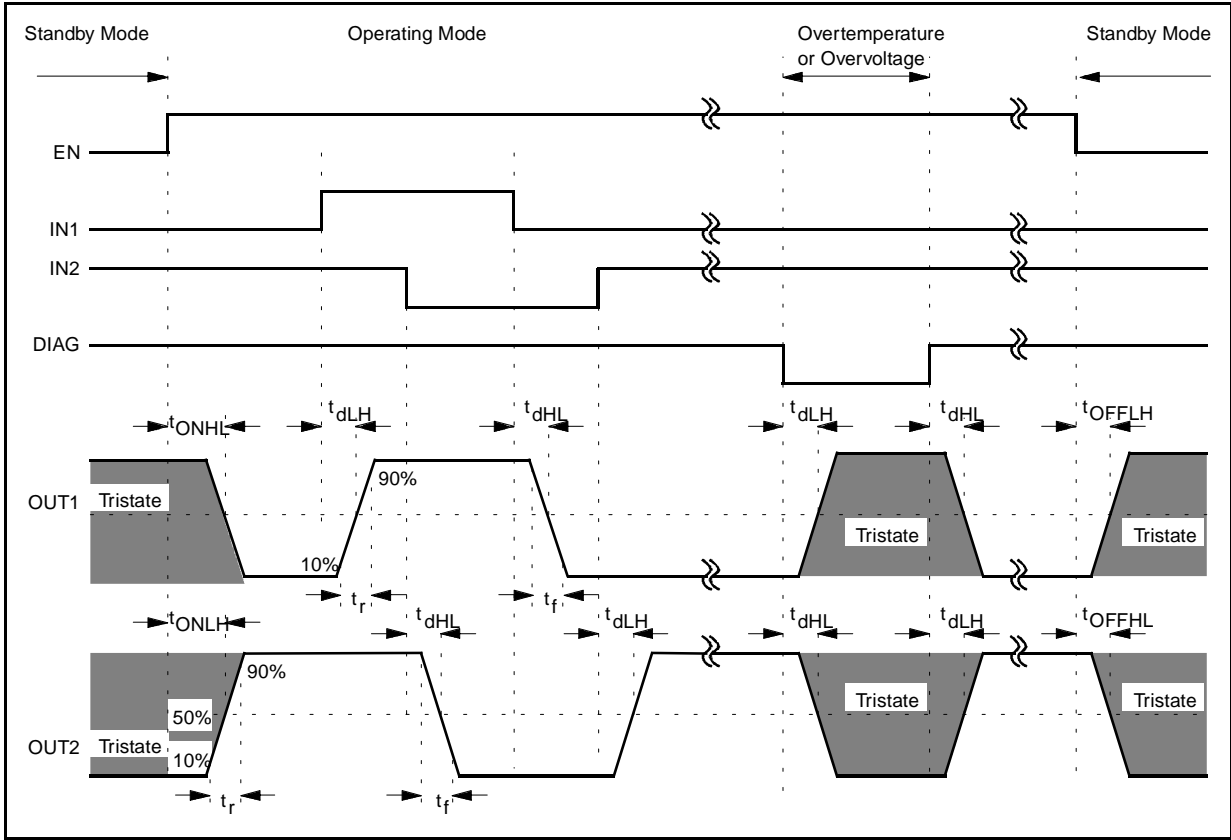 Standby Mode
Operating Mode
Overtemperature
or Overvoltage
Standby Mode
EN
IN1
IN2
DIAG
tONHL
tdLH
tdHL
tdLH
tdHL
tOFFLH
OUT1
Tristate
90%
10%
Tristate
Tristate
tr
tf
tONLH
tdHL
tdLH
tdHL
tdLH
tOFFHL
OUT2
90%
50%
Tristate
10%
Tristate
Tristate
tr
tf